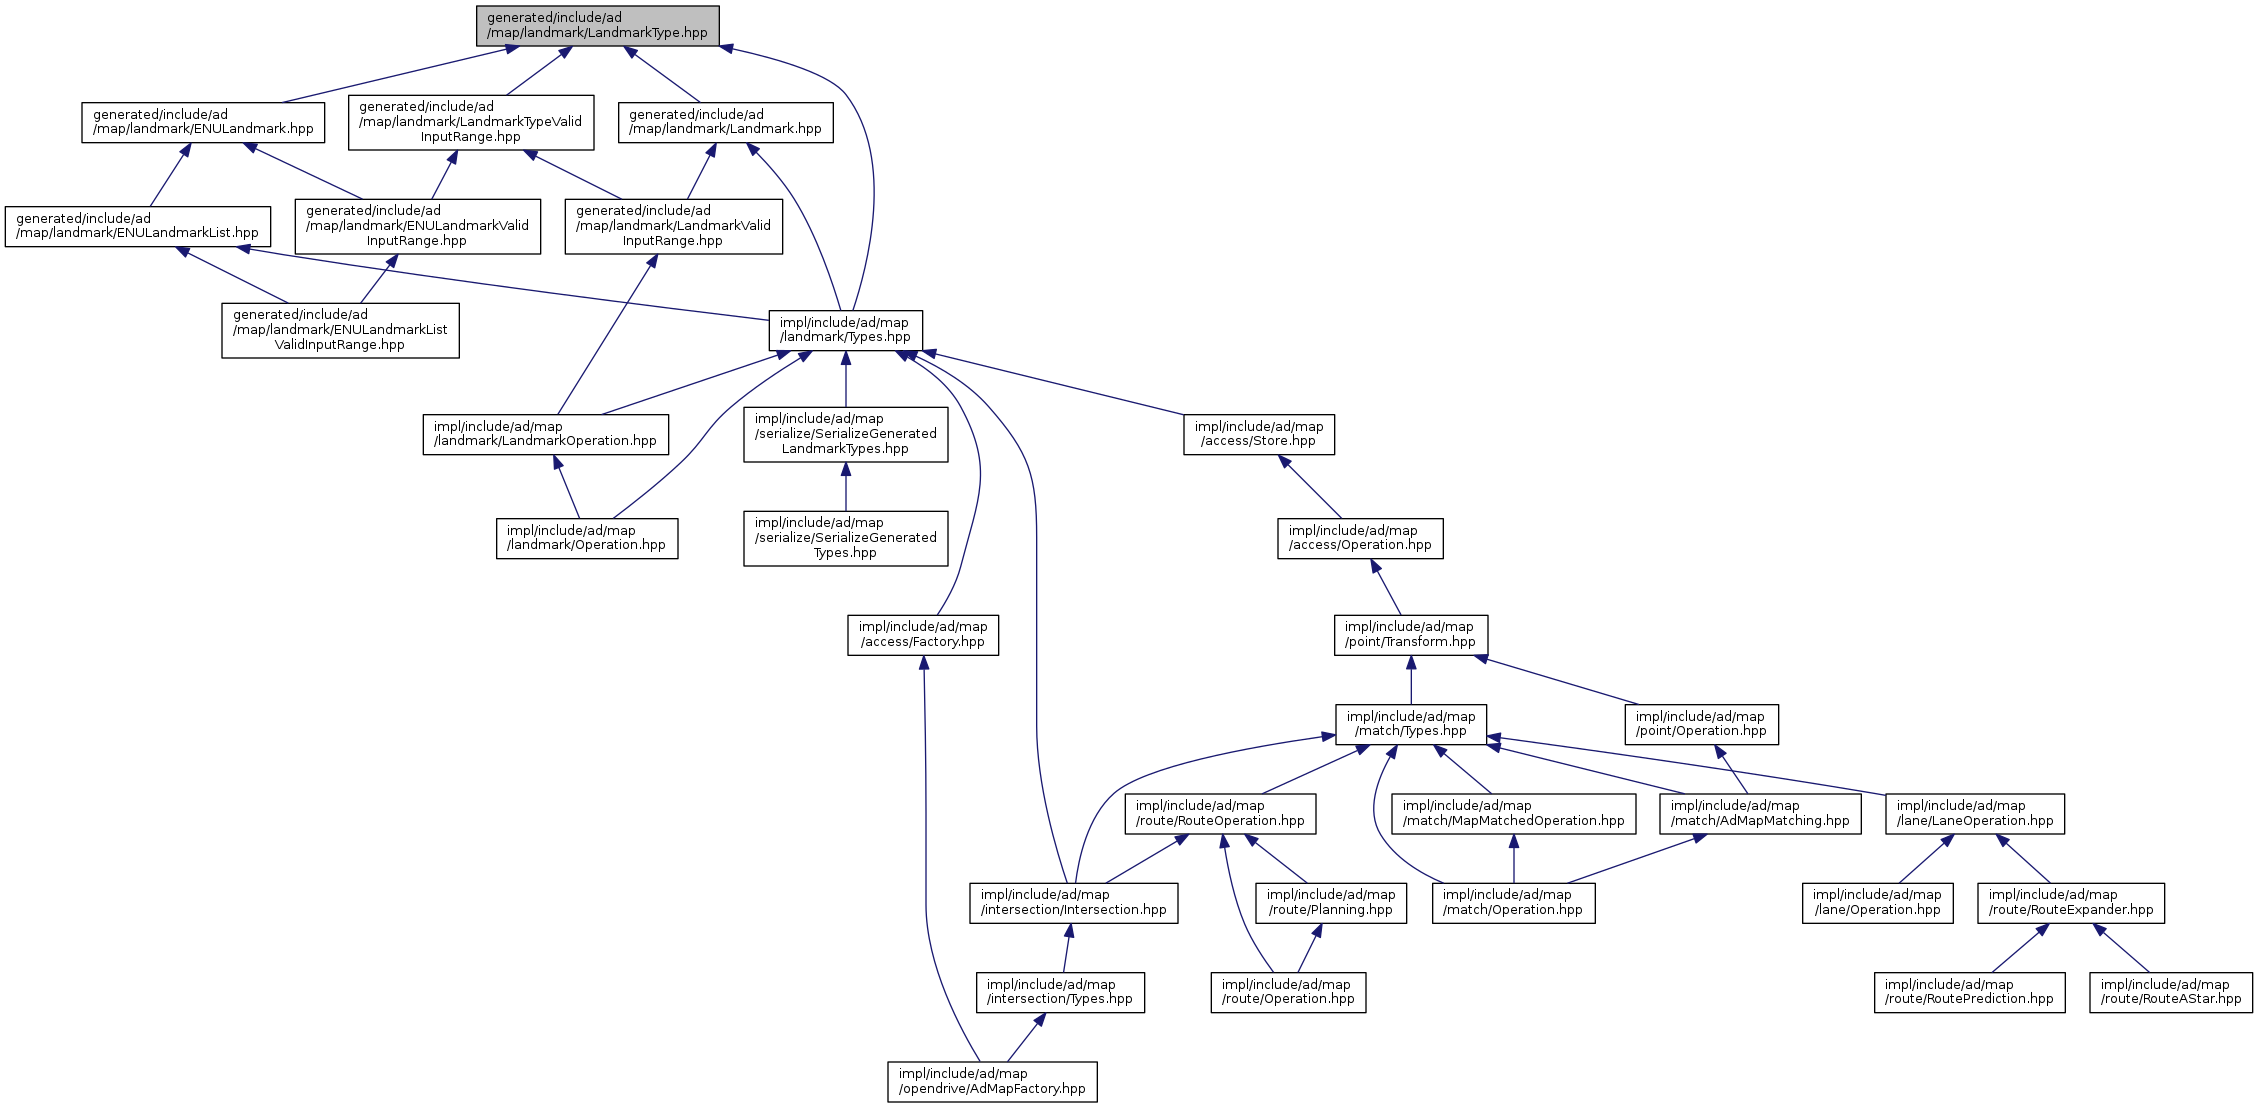 generated/include/ad
/map/landmark/LandmarkType.hpp
generated/include/ad
/map/landmark/ENULandmark.hpp
generated/include/ad
/map/landmark/LandmarkTypeValid
InputRange.hpp
generated/include/ad
/map/landmark/Landmark.hpp
generated/include/ad
/map/landmark/ENULandmarkList.hpp
generated/include/ad
/map/landmark/ENULandmarkValid
InputRange.hpp
generated/include/ad
/map/landmark/LandmarkValid
InputRange.hpp
generated/include/ad
/map/landmark/ENULandmarkList
ValidInputRange.hpp
impl/include/ad/map
/landmark/Types.hpp
impl/include/ad/map
/landmark/LandmarkOperation.hpp
impl/include/ad/map
/serialize/SerializeGenerated
LandmarkTypes.hpp
impl/include/ad/map
/access/Store.hpp
impl/include/ad/map
/landmark/Operation.hpp
impl/include/ad/map
/serialize/SerializeGenerated
Types.hpp
impl/include/ad/map
/access/Operation.hpp
impl/include/ad/map
/access/Factory.hpp
impl/include/ad/map
/point/Transform.hpp
impl/include/ad/map
/match/Types.hpp
impl/include/ad/map
/point/Operation.hpp
impl/include/ad/map
/route/RouteOperation.hpp
impl/include/ad/map
/match/MapMatchedOperation.hpp
impl/include/ad/map
/match/AdMapMatching.hpp
impl/include/ad/map
/lane/LaneOperation.hpp
impl/include/ad/map
/intersection/Intersection.hpp
impl/include/ad/map
/route/Planning.hpp
impl/include/ad/map
/match/Operation.hpp
impl/include/ad/map
/lane/Operation.hpp
impl/include/ad/map
/route/RouteExpander.hpp
impl/include/ad/map
/intersection/Types.hpp
impl/include/ad/map
/route/Operation.hpp
impl/include/ad/map
/route/RoutePrediction.hpp
impl/include/ad/map
/route/RouteAStar.hpp
impl/include/ad/map
/opendrive/AdMapFactory.hpp